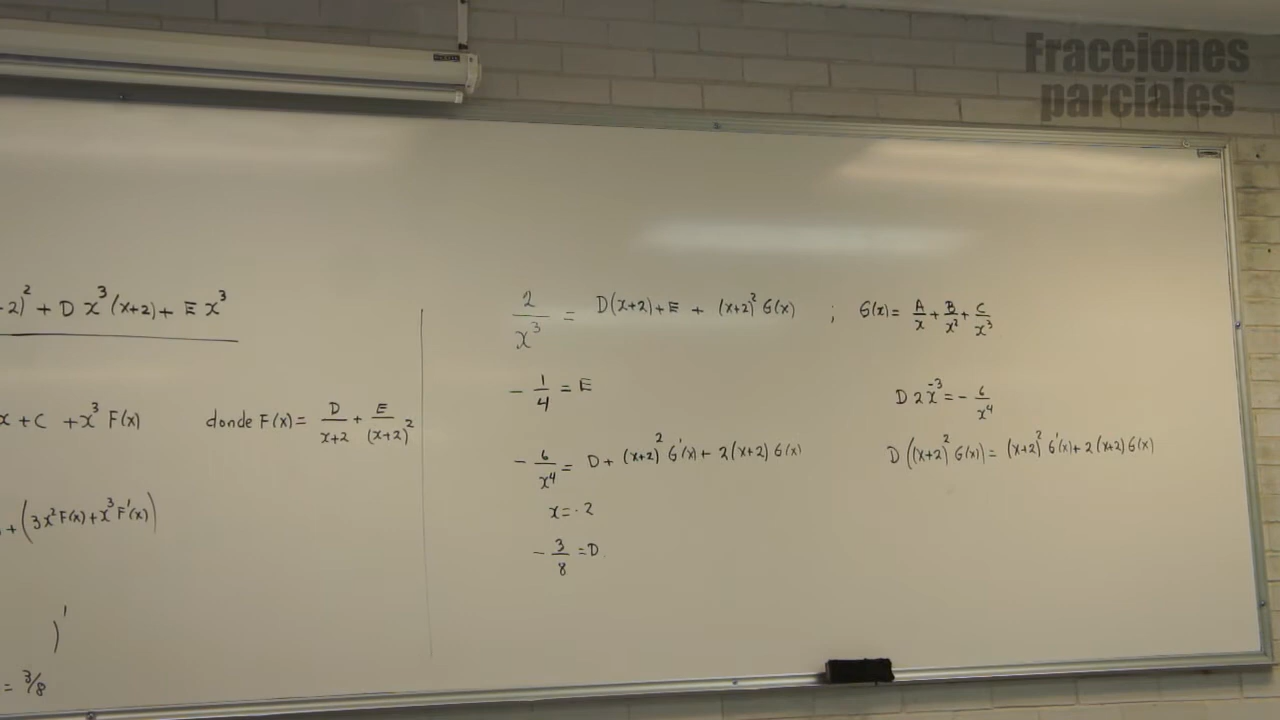 Fracciones
parciales
-2)² + D x³(x+2) + E x³
x + C + x³ F(x) donde F(x) = D/(x+2) + E/(x+2)²
+ (3x² F(x) + x³ F'(x))
)'
= 3/8
2/x³ = D(x+2) + E + (x+2)² G(x) ; G(x) = A/x + B/x² + C/x³
- 1/4 = E
D 2x⁻³ = - 6/x⁴
- 6/x⁴ = D + (x+2)² G'(x) + 2(x+2) G(x)
D((x+2)² G(x)) = (x+2)² G'(x) + 2(x+2) G(x)
x = -2
- 3/8 = D